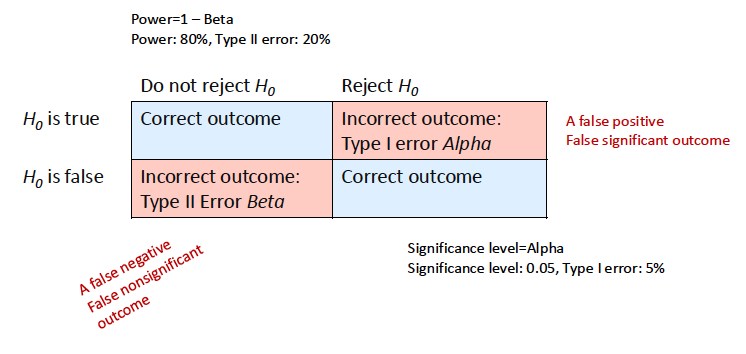 Power=1 – Beta
Power: 80%, Type II error: 20%
Do not reject H0
Reject H0
H0 is true
Correct outcome
Incorrect outcome:
Type I error Alpha
A false positive
False significant outcome
H0 is false
Incorrect outcome:
Type II Error Beta
Correct outcome
A false negative
False nonsignificant
outcome
Significance level=Alpha
Significance level: 0.05, Type I error: 5%